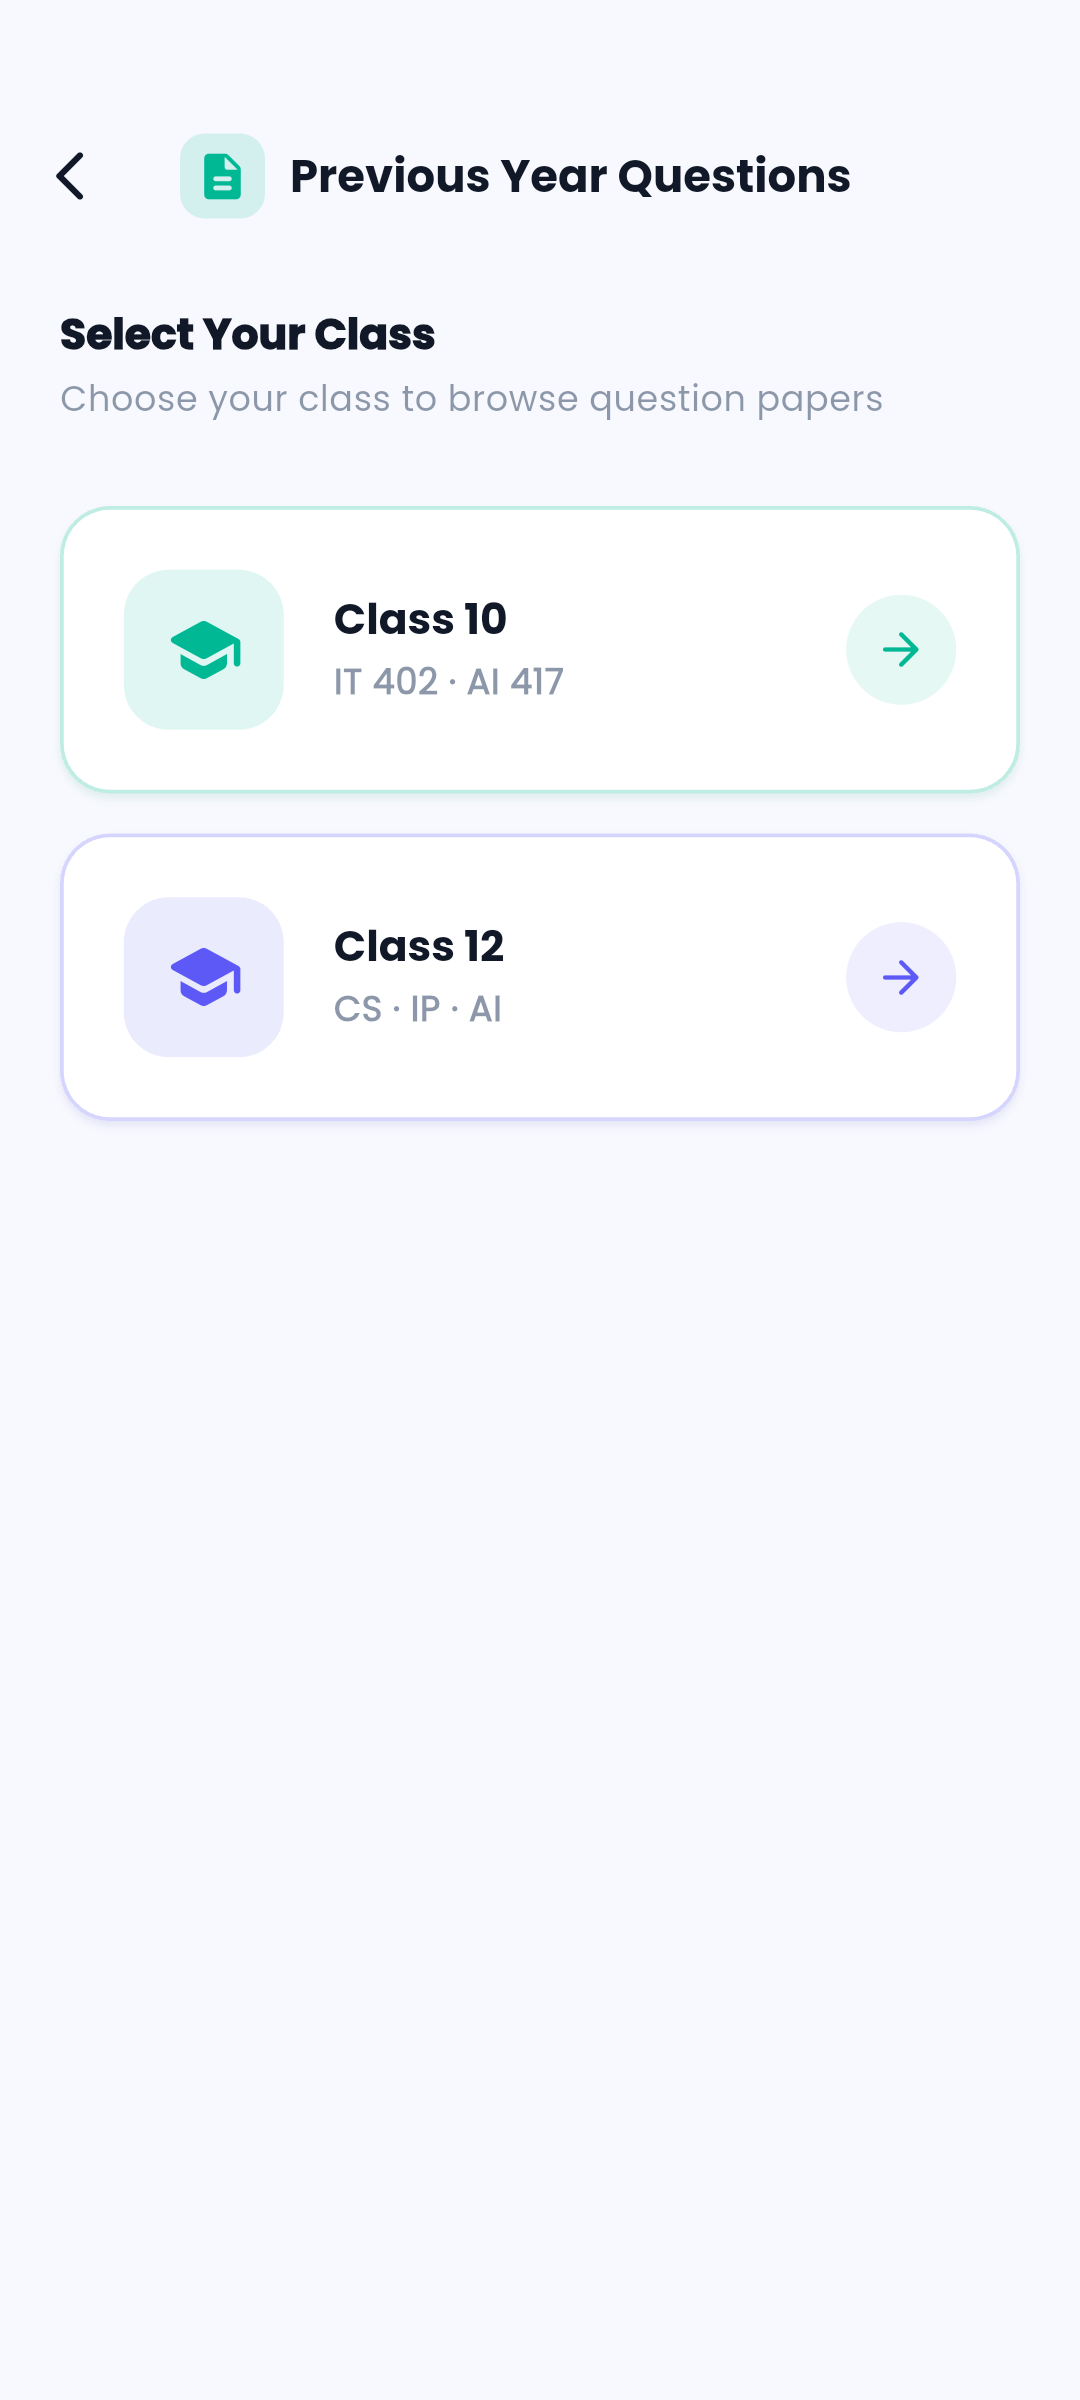 Previous Year Questions
Select Your Class
Choose your class to browse question papers
Class 10
IT 402 · AI 417
Class 12
CS · IP · AI